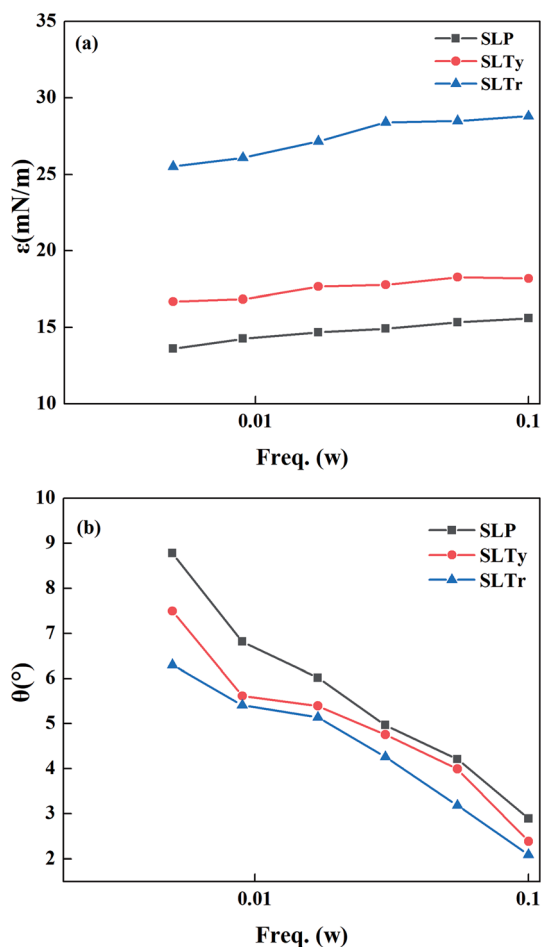 (a)
SLP
SLTy
SLTr
35
30
25
20
15
10
ε(mN/m)
0.01
0.1
Freq. (w)
(b)
SLP
SLTy
SLTr
10
9
8
7
6
5
4
3
2
θ(°)
0.01
0.1
Freq. (w)